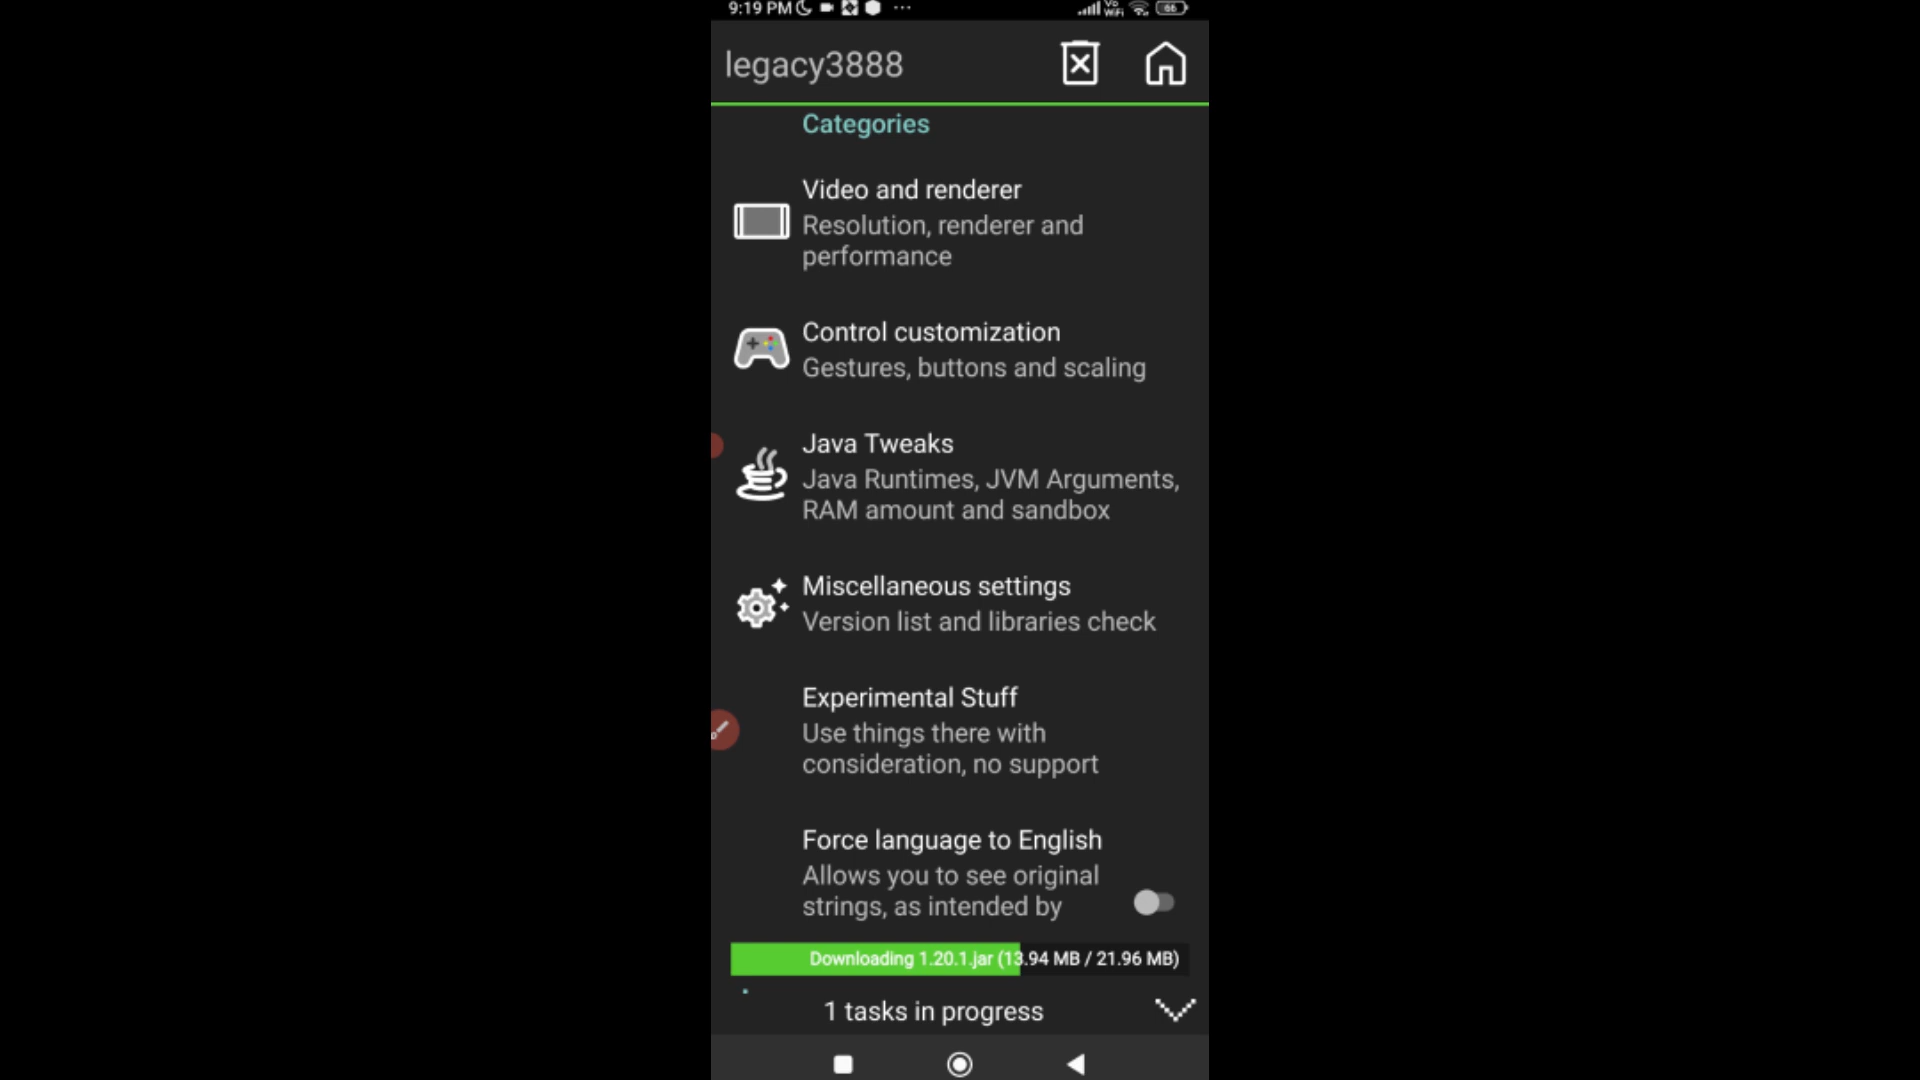 9:19 PM
Vo
WiFi
66
legacy3888
Categories
Video and renderer
Resolution, renderer and
performance
Control customization
Gestures, buttons and scaling
Java Tweaks
Java Runtimes, JVM Arguments,
RAM amount and sandbox
Miscellaneous settings
Version list and libraries check
Experimental Stuff
Use things there with
consideration, no support
Force language to English
Allows you to see original
strings, as intended by
Downloading 1.20.1.jar (13.94 MB / 21.96 MB)
1 tasks in progress